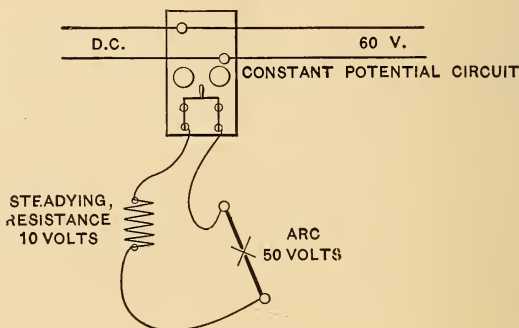 D.C.
60 V.
CONSTANT POTENTIAL CIRCUIT
STEADYING,
RESISTANCE
10 VOLTS
ARC
50 VOLTS